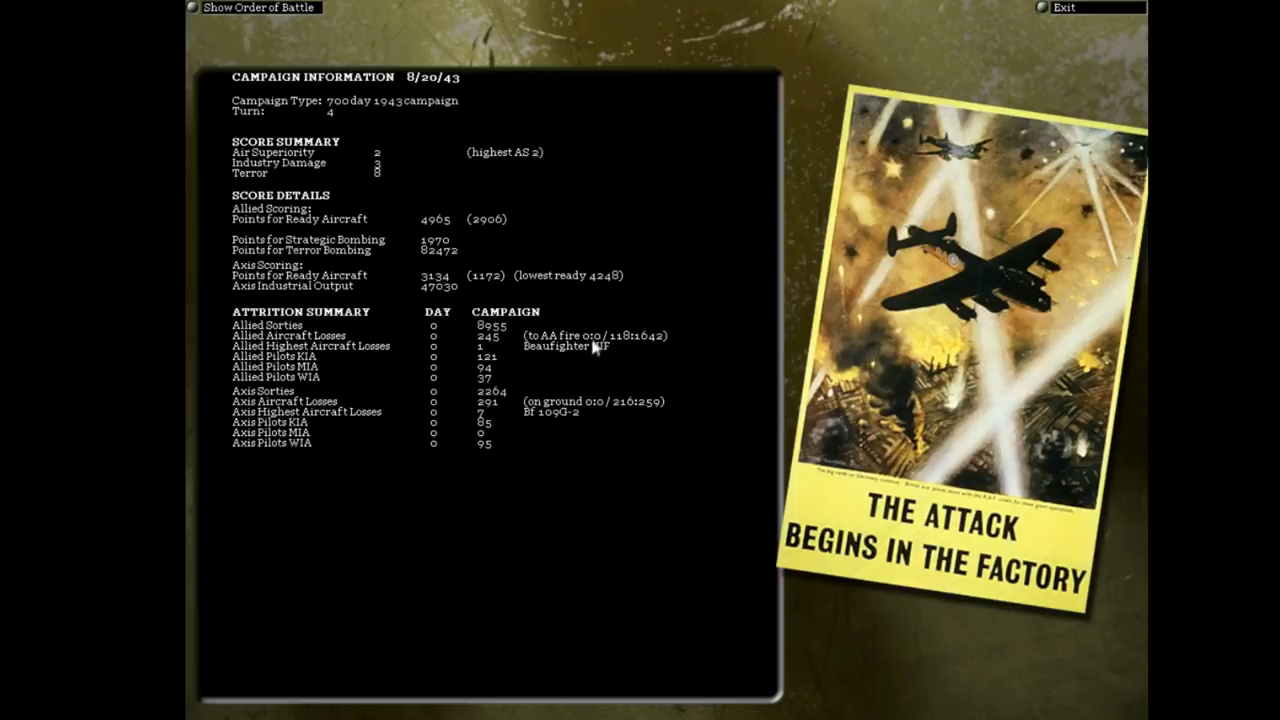 Show Order of Battle
Exit
CAMPAIGN INFORMATION 8/20/43
Campaign Type: 700 day 1943 campaign
Turn: 4
SCORE SUMMARY
Air Superiority 2 (highest AS 2)
Industry Damage 3
Terror 8
SCORE DETAILS
Allied Scoring:
Points for Ready Aircraft 4965 (2906)
Points for Strategic Bombing 1970
Points for Terror Bombing 82472
Axis Scoring:
Points for Ready Aircraft 3134 (1172) (lowest ready 4248)
Axis Industrial Output 47030
ATTRITION SUMMARY DAY CAMPAIGN
Allied Sorties 0 8955
Allied Aircraft Losses 0 245 (to AA fire 0:0 / 118:1642)
Allied Highest Aircraft Losses 0 1 Beaufighter
Allied Pilots KIA 0 121
Allied Pilots MIA 0 94
Allied Pilots WIA 0 37
Axis Sorties 0 2264
Axis Aircraft Losses 0 291 (on ground 0:0 / 216:259)
Axis Highest Aircraft Losses 0 7 Bf 109G-2
Axis Pilots KIA 0 85
Axis Pilots MIA 0 0
Axis Pilots WIA 0 95
THE ATTACK
BEGINS IN THE FACTORY